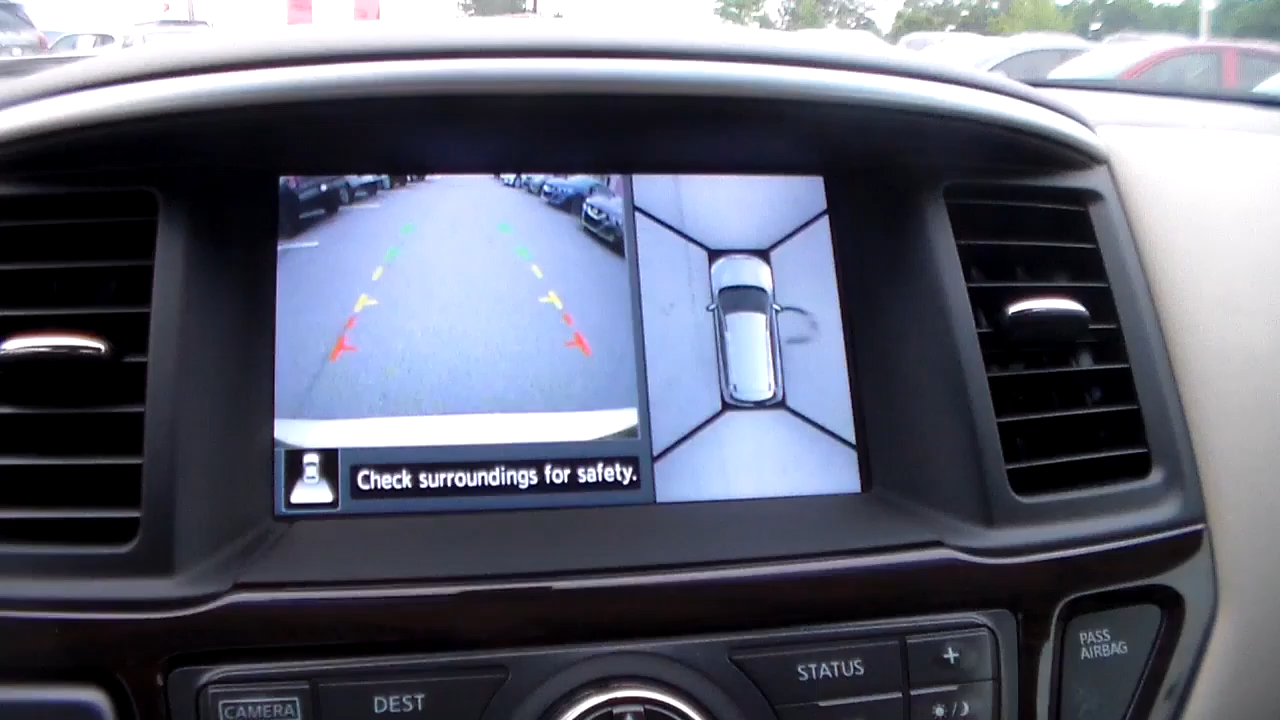 Check surroundings for safety.
CAMERA
DEST
STATUS
+
PASS
AIRBAG